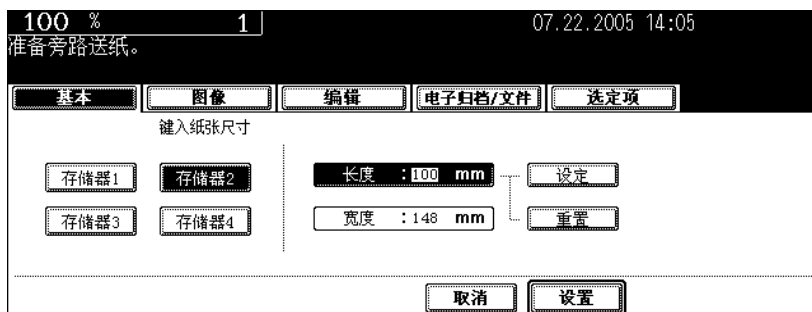 100 % 1 07.22.2005 14:05
准备旁路送纸。
基本 图像 编辑 电子归档/文件 选定项
键入纸张尺寸
存储器1 存储器2 长度 :100 mm 设定
存储器3 存储器4 宽度 :148 mm 重置
取消 设置